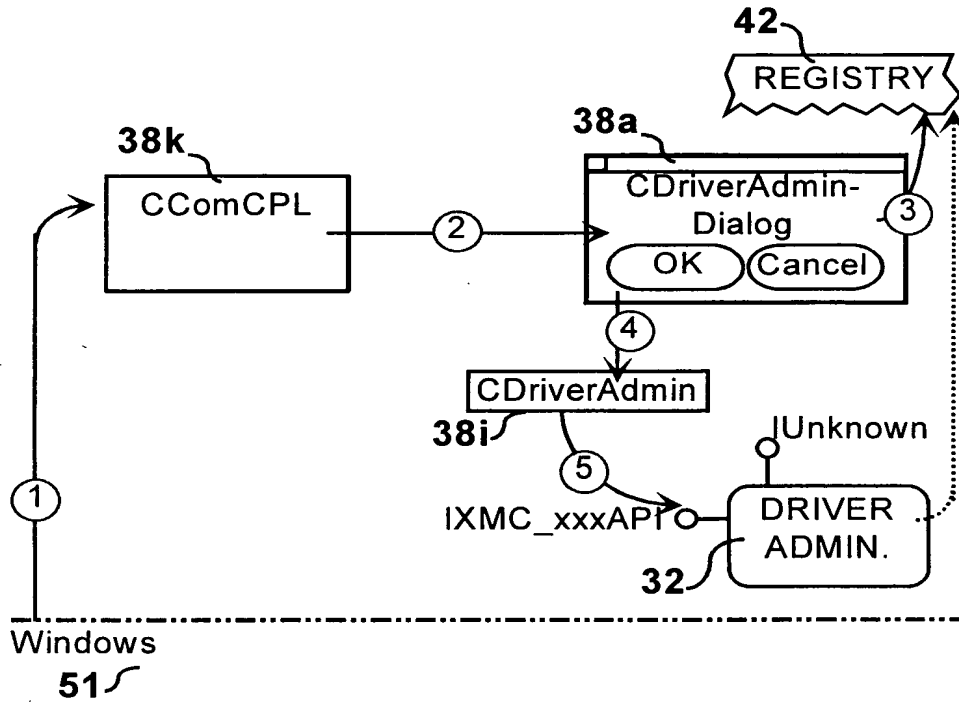 42
REGISTRY
38a
38k
CComCPL
CDriverAdmin-
Dialog
OK
Cancel
1
2
3
4
CDriverAdmin
38i
5
IUnknown
IXMC_xxxAPI
DRIVER
ADMIN.
32
Windows
51